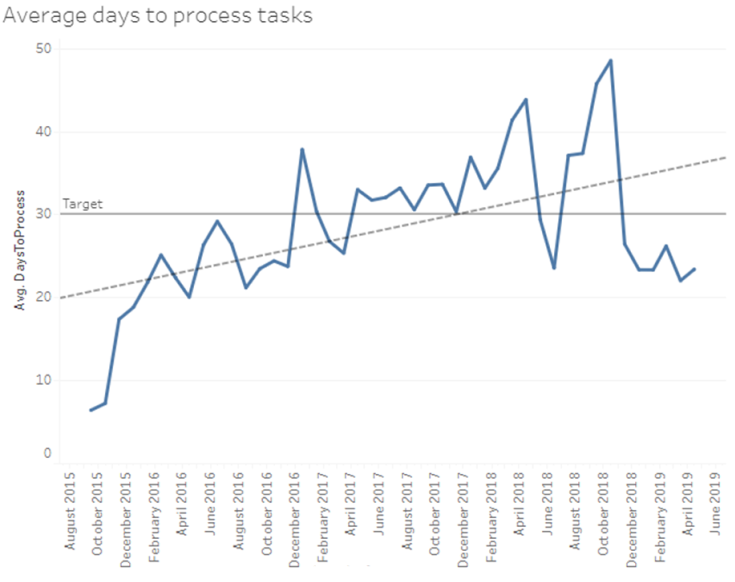 Average days to process tasks
50
40
Target
30
20
10
0
Avg. DaysToProcess
August 2015
October 2015
December 2015
February 2016
April 2016
June 2016
August 2016
October 2016
December 2016
February 2017
April 2017
June 2017
August 2017
October 2017
December 2017
February 2018
April 2018
June 2018
August 2018
October 2018
December 2018
February 2019
April 2019
June 2019